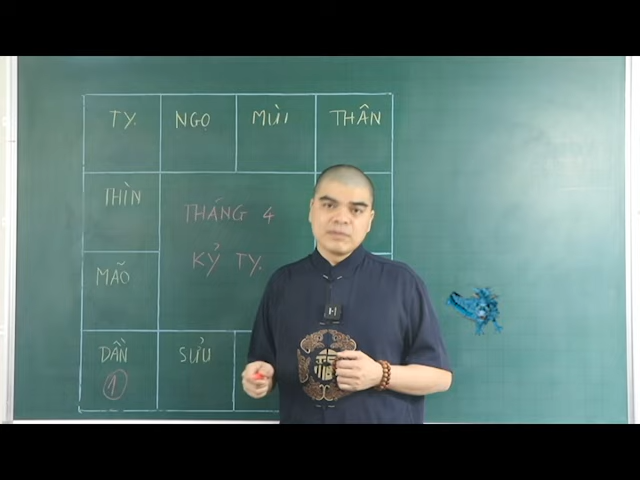 TỴ.
NGỌ
MÙI
THÂN
THÌN
THÁNG 4
KỶ TỴ.
MÃO
DẦN
SỬU
1